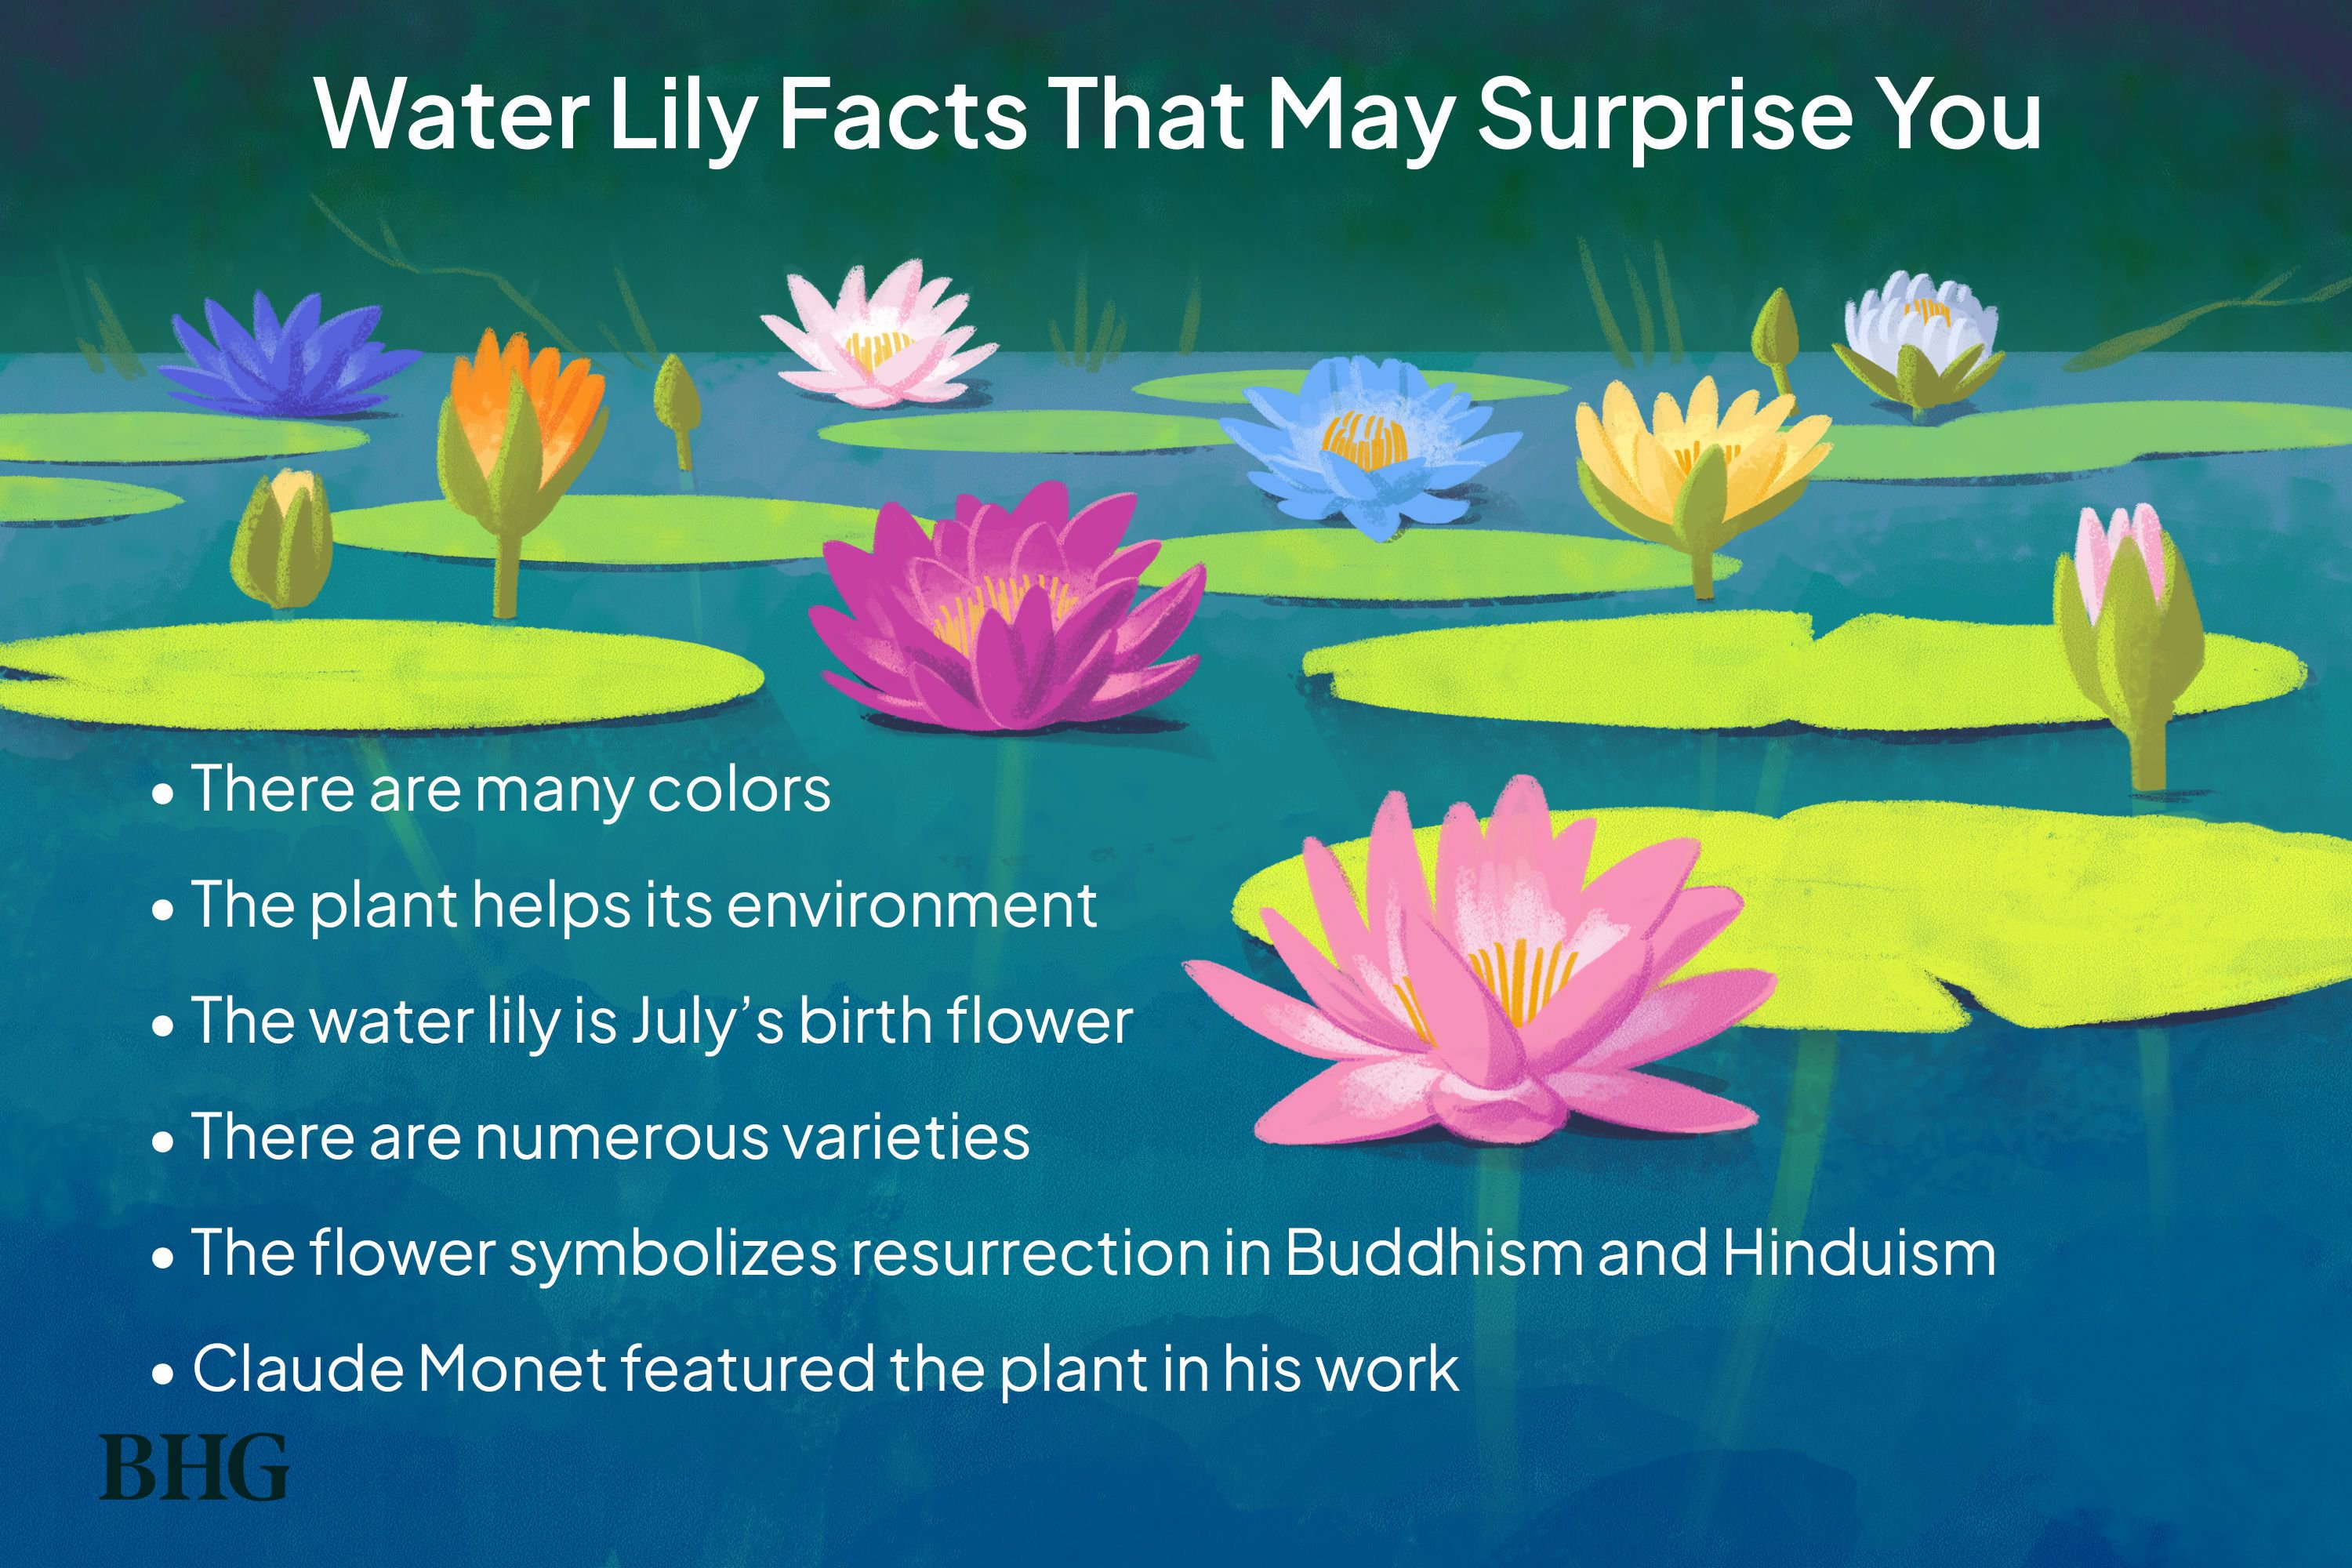 Water Lily Facts That May Surprise You
• There are many colors
• The plant helps its environment
• The water lily is July’s birth flower
• There are numerous varieties
• The flower symbolizes resurrection in Buddhism and Hinduism
• Claude Monet featured the plant in his work
BHG